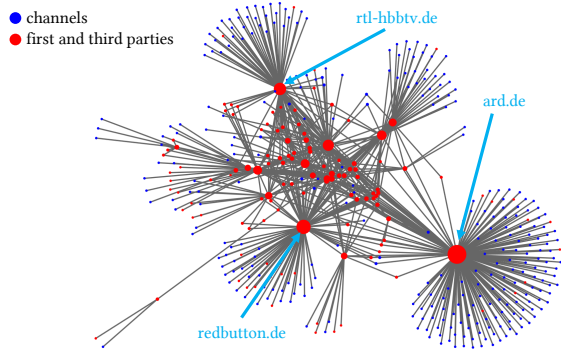 rtl-hbbtv.de
channels
first and third parties
ard.de
redbutton.de